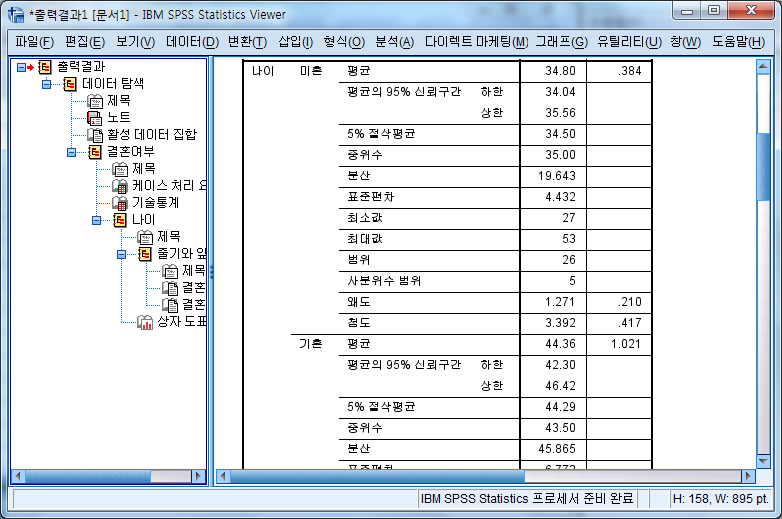 *출력결과1 [문서1] - IBM SPSS Statistics Viewer
파일(F) 편집(E) 보기(V) 데이터(D) 변환(T) 삽입(I) 형식(O) 분석(A) 다이렉트 마케팅(M) 그래프(G) 유틸리티(U) 창(W) 도움말(H)
출력결과
데이터 탐색
제목
노트
활성 데이터 집합
결혼여부
제목
케이스 처리 요
기술통계
나이
제목
줄기와 잎
제목
결혼
결혼
상자 도표
나이 미혼 평균 34.80 .384
평균의 95% 신뢰구간 하한 34.04
상한 35.56
5% 절삭평균 34.50
중위수 35.00
분산 19.643
표준편차 4.432
최소값 27
최대값 53
범위 26
사분위수 범위 5
왜도 1.271 .210
첨도 3.392 .417
기혼 평균 44.36 1.021
평균의 95% 신뢰구간 하한 42.30
상한 46.42
5% 절삭평균 44.29
중위수 43.50
분산 45.865
표준편차 6.772
IBM SPSS Statistics 프로세서 준비 완료 H: 158, W: 895 pt.